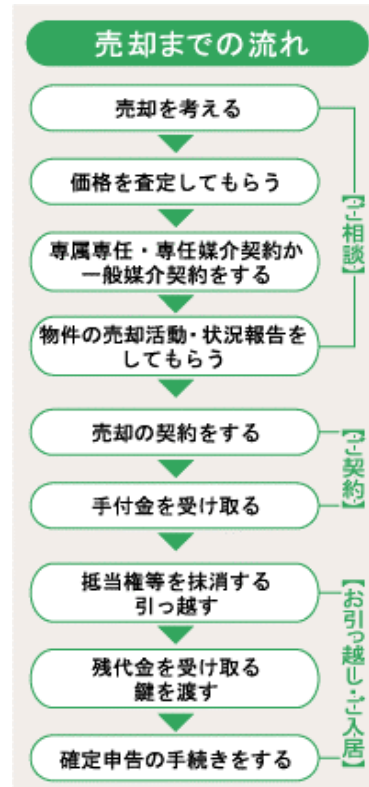 売却までの流れ
売却を考える
価格を査定してもらう
専属専任・専任媒介契約か
一般媒介契約をする
物件の売却活動・状況報告を
してもらう
【ご相談】
売却の契約をする
手付金を受け取る
【ご契約】
抵当権等を抹消する
引っ越す
残代金を受け取る
鍵を渡す
確定申告の手続きをする
【お引っ越し・ご入居】